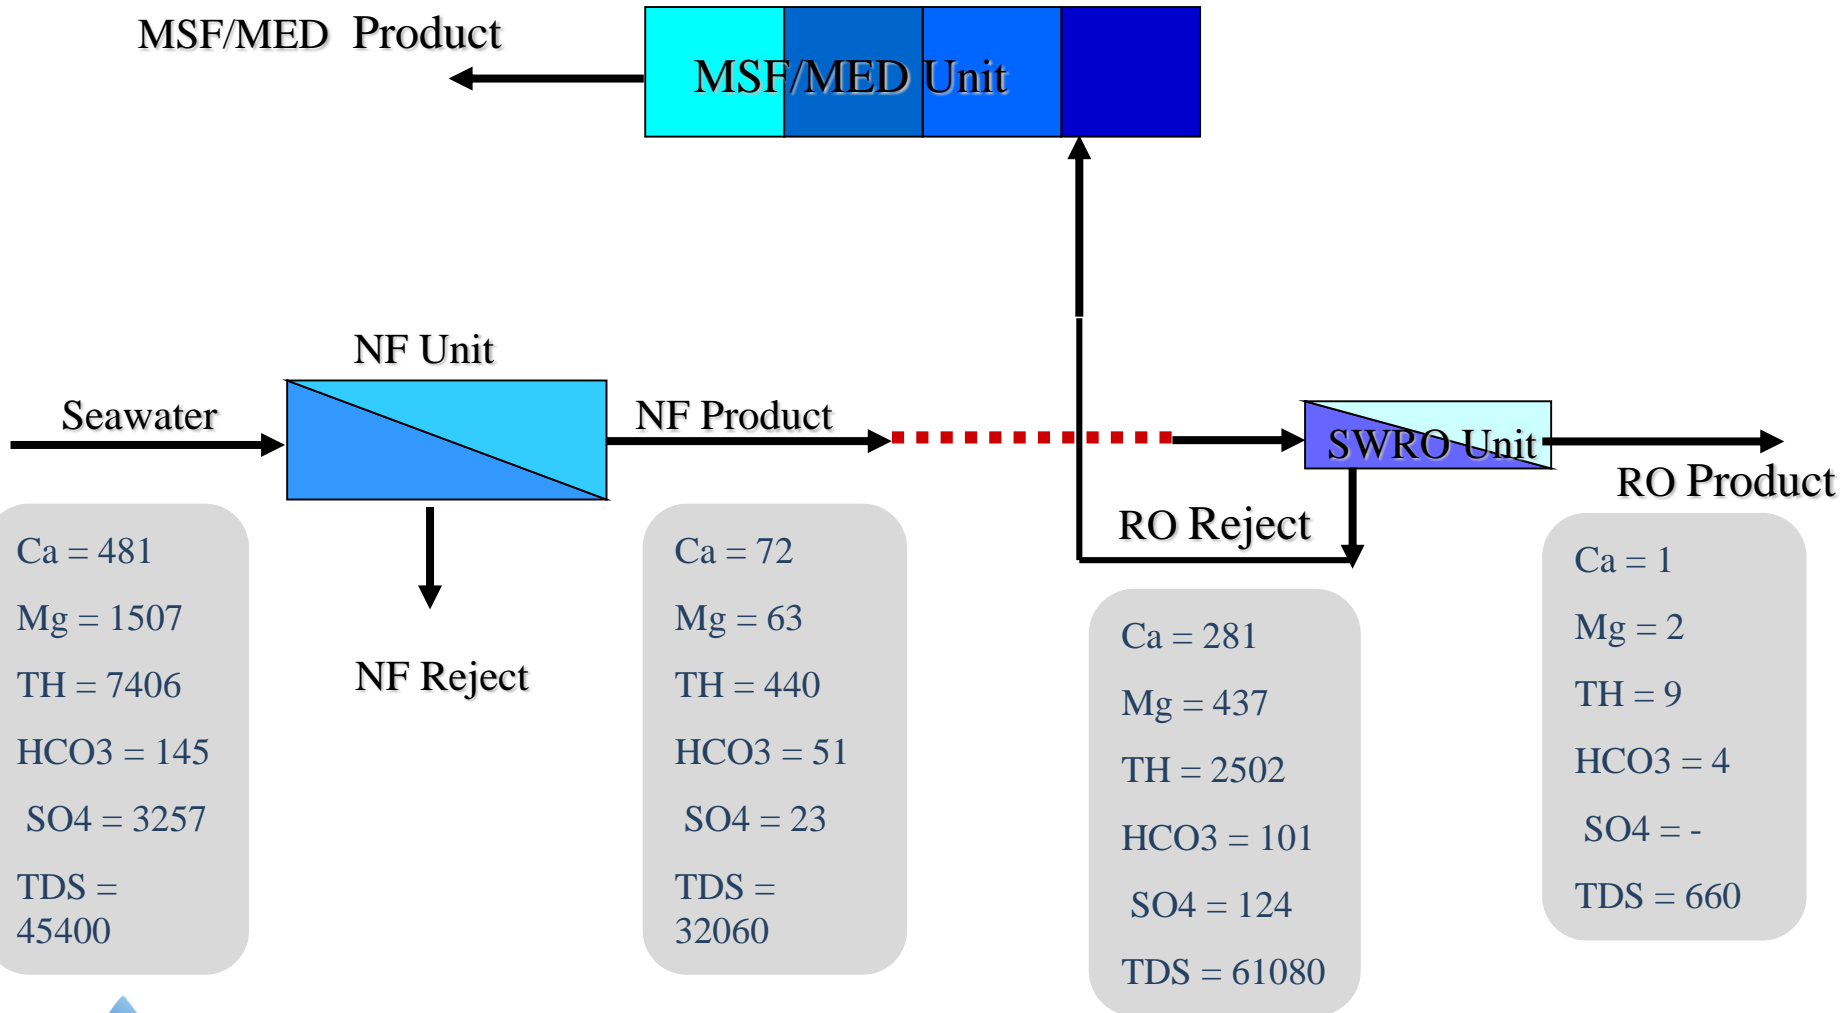 MSF/MED Product
MSF/MED Unit
NF Unit
Seawater
NF Product
SWRO Unit
RO Product
RO Reject
NF Reject
Ca = 481
Mg = 1507
TH = 7406
HCO3 = 145
SO4 = 3257
TDS =
45400
Ca = 72
Mg = 63
TH = 440
HCO3 = 51
SO4 = 23
TDS =
32060
Ca = 281
Mg = 437
TH = 2502
HCO3 = 101
SO4 = 124
TDS = 61080
Ca = 1
Mg = 2
TH = 9
HCO3 = 4
SO4 = -
TDS = 660